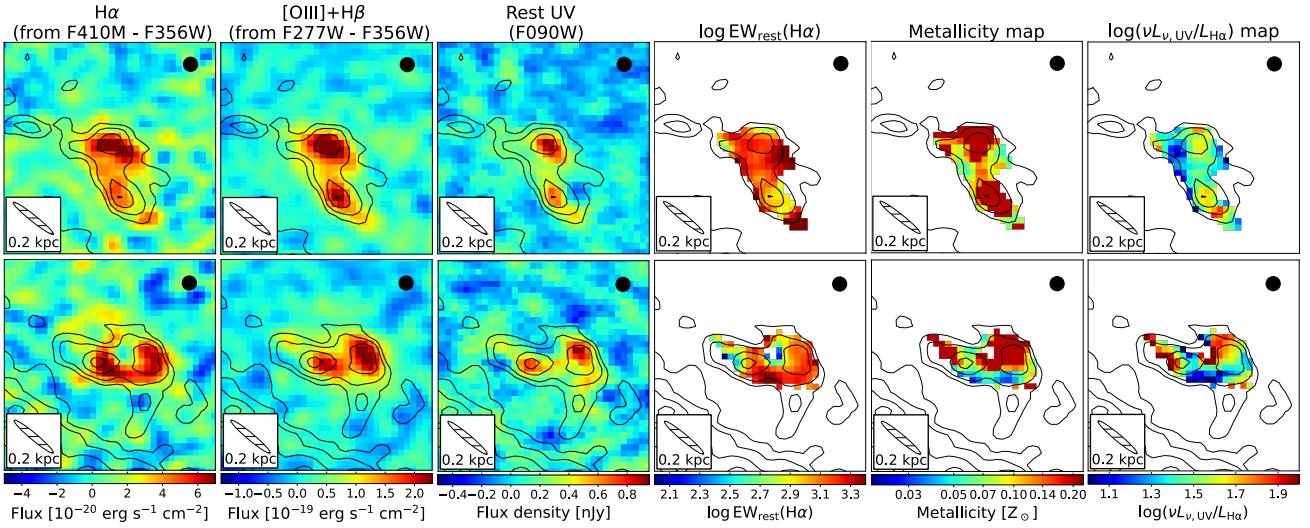 Hα
(from F410M - F356W)
[OIII]+Hβ
(from F277W - F356W)
Rest UV
(F090W)
log EW_rest(Hα)
Metallicity map
log(νL_ν, UV/L_Hα) map
0.2 kpc
0.2 kpc
0.2 kpc
0.2 kpc
0.2 kpc
0.2 kpc
0.2 kpc
0.2 kpc
0.2 kpc
0.2 kpc
0.2 kpc
0.2 kpc
−4 −2 0 2 4 6
−1.0 −0.5 0.0 0.5 1.0 1.5 2.0
−0.4 −0.2 0.0 0.2 0.4 0.6 0.8
2.1 2.3 2.5 2.7 2.9 3.1 3.3
0.03 0.05 0.07 0.10 0.14 0.20
1.1 1.3 1.5 1.7 1.9
Flux [10⁻²⁰ erg s⁻¹ cm⁻²]
Flux [10⁻¹⁹ erg s⁻¹ cm⁻²]
Flux density [nJy]
log EW_rest(Hα)
Metallicity [Z_⊙]
log(νL_ν, UV/L_Hα)